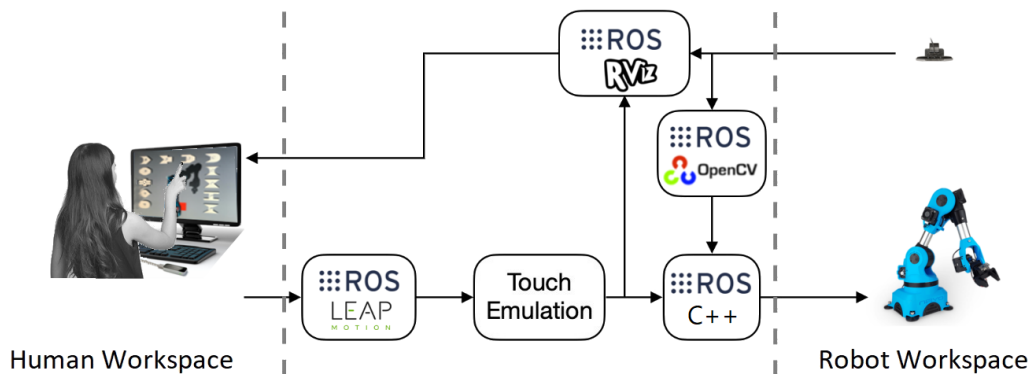 ROS
RViz
ROS
OpenCV
ROS
LEAP
MOTION
Touch
Emulation
ROS
C++
Human Workspace
Robot Workspace